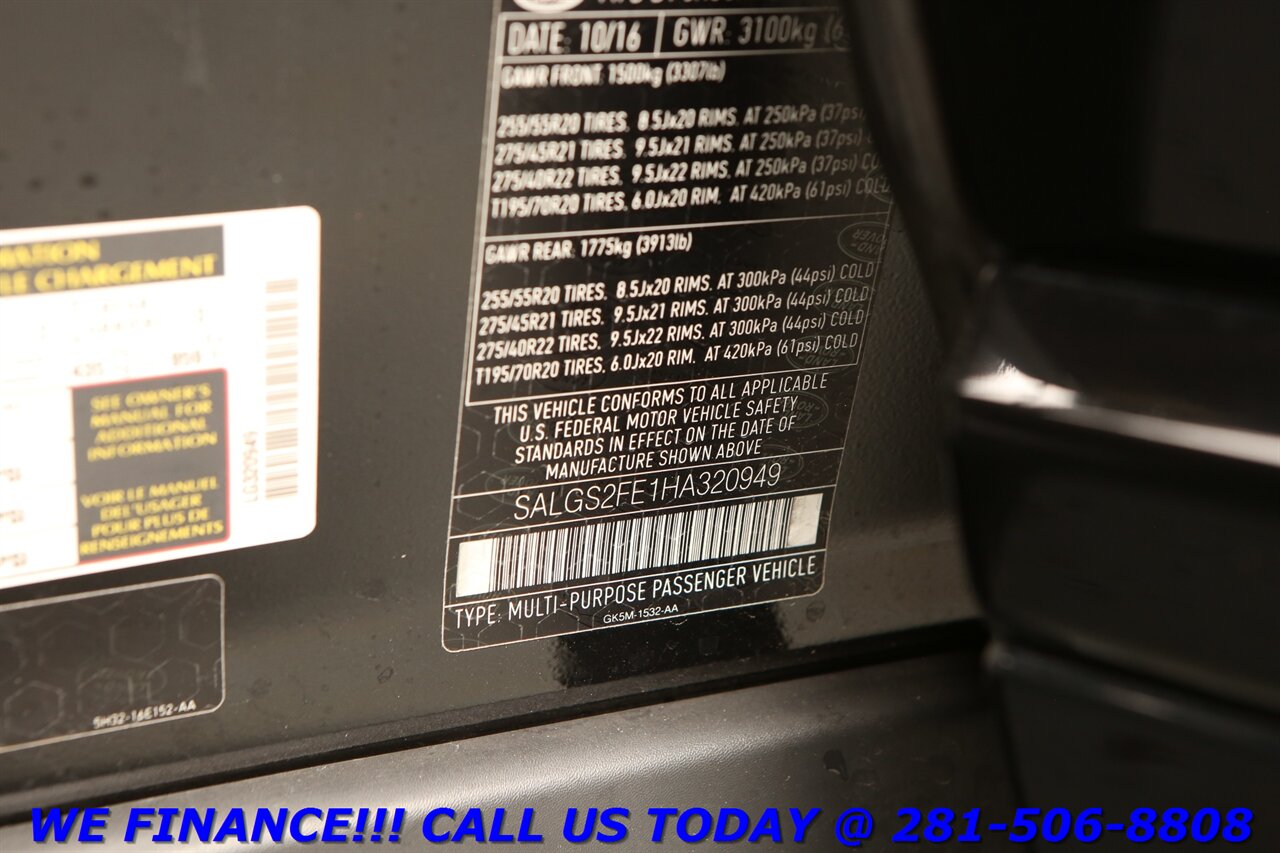 DATE: 10/16 GWR: 3100kg (6
GAWR FRONT 1500kg (3307lb)
255/55R20 TIRES, 8.5Jx20 RIMS, AT 250kPa (37psi
275/45R21 TIRES, 9.5Jx21 RIMS, AT 250kPa (37psi) C
275/40R22 TIRES, 9.5Jx22 RIMS, AT 250kPa (37psi) CO
T195/70R20 TIRES, 6.0Jx20 RIM, AT 420kPa (61psi) COLD
GAWR REAR: 1775kg (3913lb)
255/55R20 TIRES, 8.5Jx20 RIMS, AT 300kPa (44psi) COLD
275/45R21 TIRES, 9.5Jx21 RIMS, AT 300kPa (44psi) COLD
275/40R22 TIRES, 9.5Jx22 RIMS, AT 300kPa (44psi) COLD
T195/70R20 TIRES, 6.0Jx20 RIM, AT 420kPa (61psi) COLD
THIS VEHICLE CONFORMS TO ALL APPLICABLE
U.S. FEDERAL MOTOR VEHICLE SAFETY
STANDARDS IN EFFECT ON THE DATE OF
MANUFACTURE SHOWN ABOVE
SALGS2FE1HA320949
TYPE: MULTI-PURPOSE PASSENGER VEHICLE
GK5M-1532-AA
MATION
LE CHARGEMENT
SEE OWNER'S
MANUAL FOR
ADDITIONAL
INFORMATION
VOIR LE MANUEL
DE L'USAGER
POUR PLUS DE
RENSEIGNEMENTS
LG320949
5H32-16E152-AA
WE FINANCE!!! CALL US TODAY @ 281-506-8808